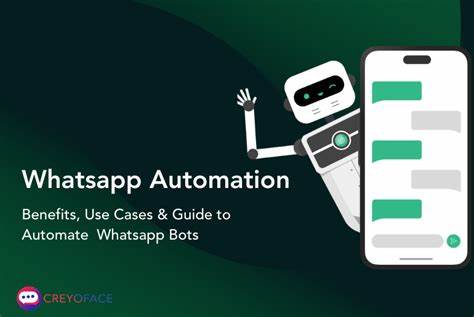 Whatsapp Automation
Benefits, Use Cases & Guide to
Automate Whatsapp Bots
CREYOFACE